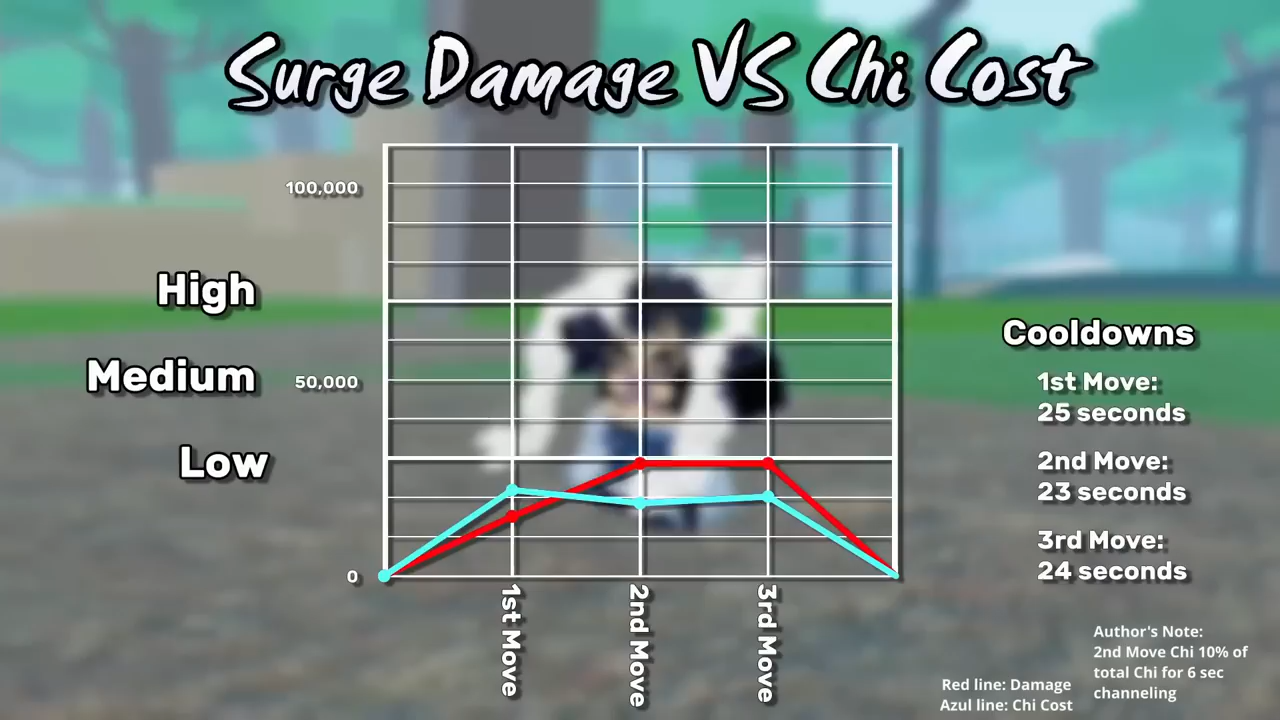 Surge Damage VS Chi Cost
100,000
High
Medium
50,000
Low
0
1st Move
2nd Move
3rd Move
Cooldowns
1st Move:
25 seconds
2nd Move:
23 seconds
3rd Move:
24 seconds
Author's Note:
2nd Move Chi 10% of
total Chi for 6 sec
channeling
Red line: Damage
Azul line: Chi Cost